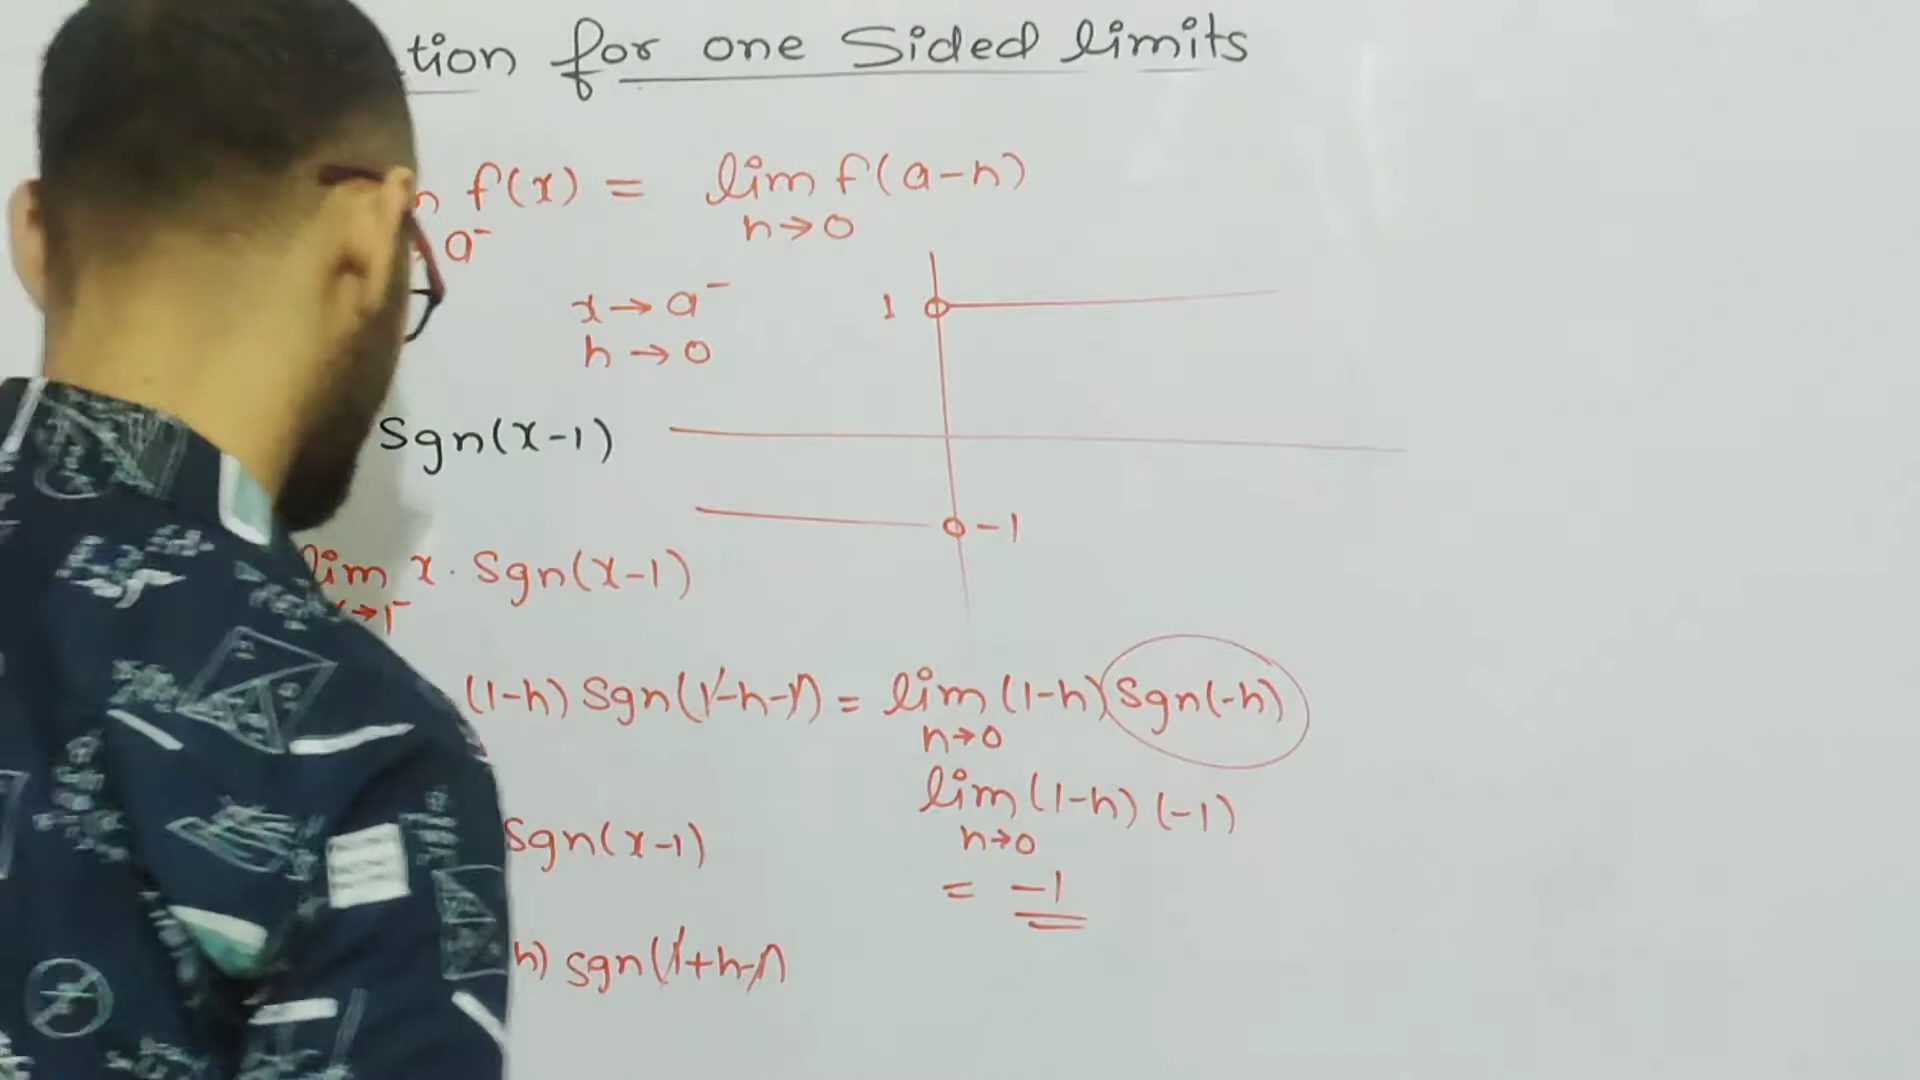 tion for one Sided limits
f(x) = lim f(a-h)
a⁻ h→0
x → a⁻
h → 0
1
Sgn(x-1)
-1
lim x. Sgn(x-1)
→1⁻
(1-h) Sgn(1-h-1) = lim (1-h) Sgn(-h)
h→0
lim (1-h) (-1)
h→0
Sgn(x-1)
= -1
h) sgn(1+h-1)